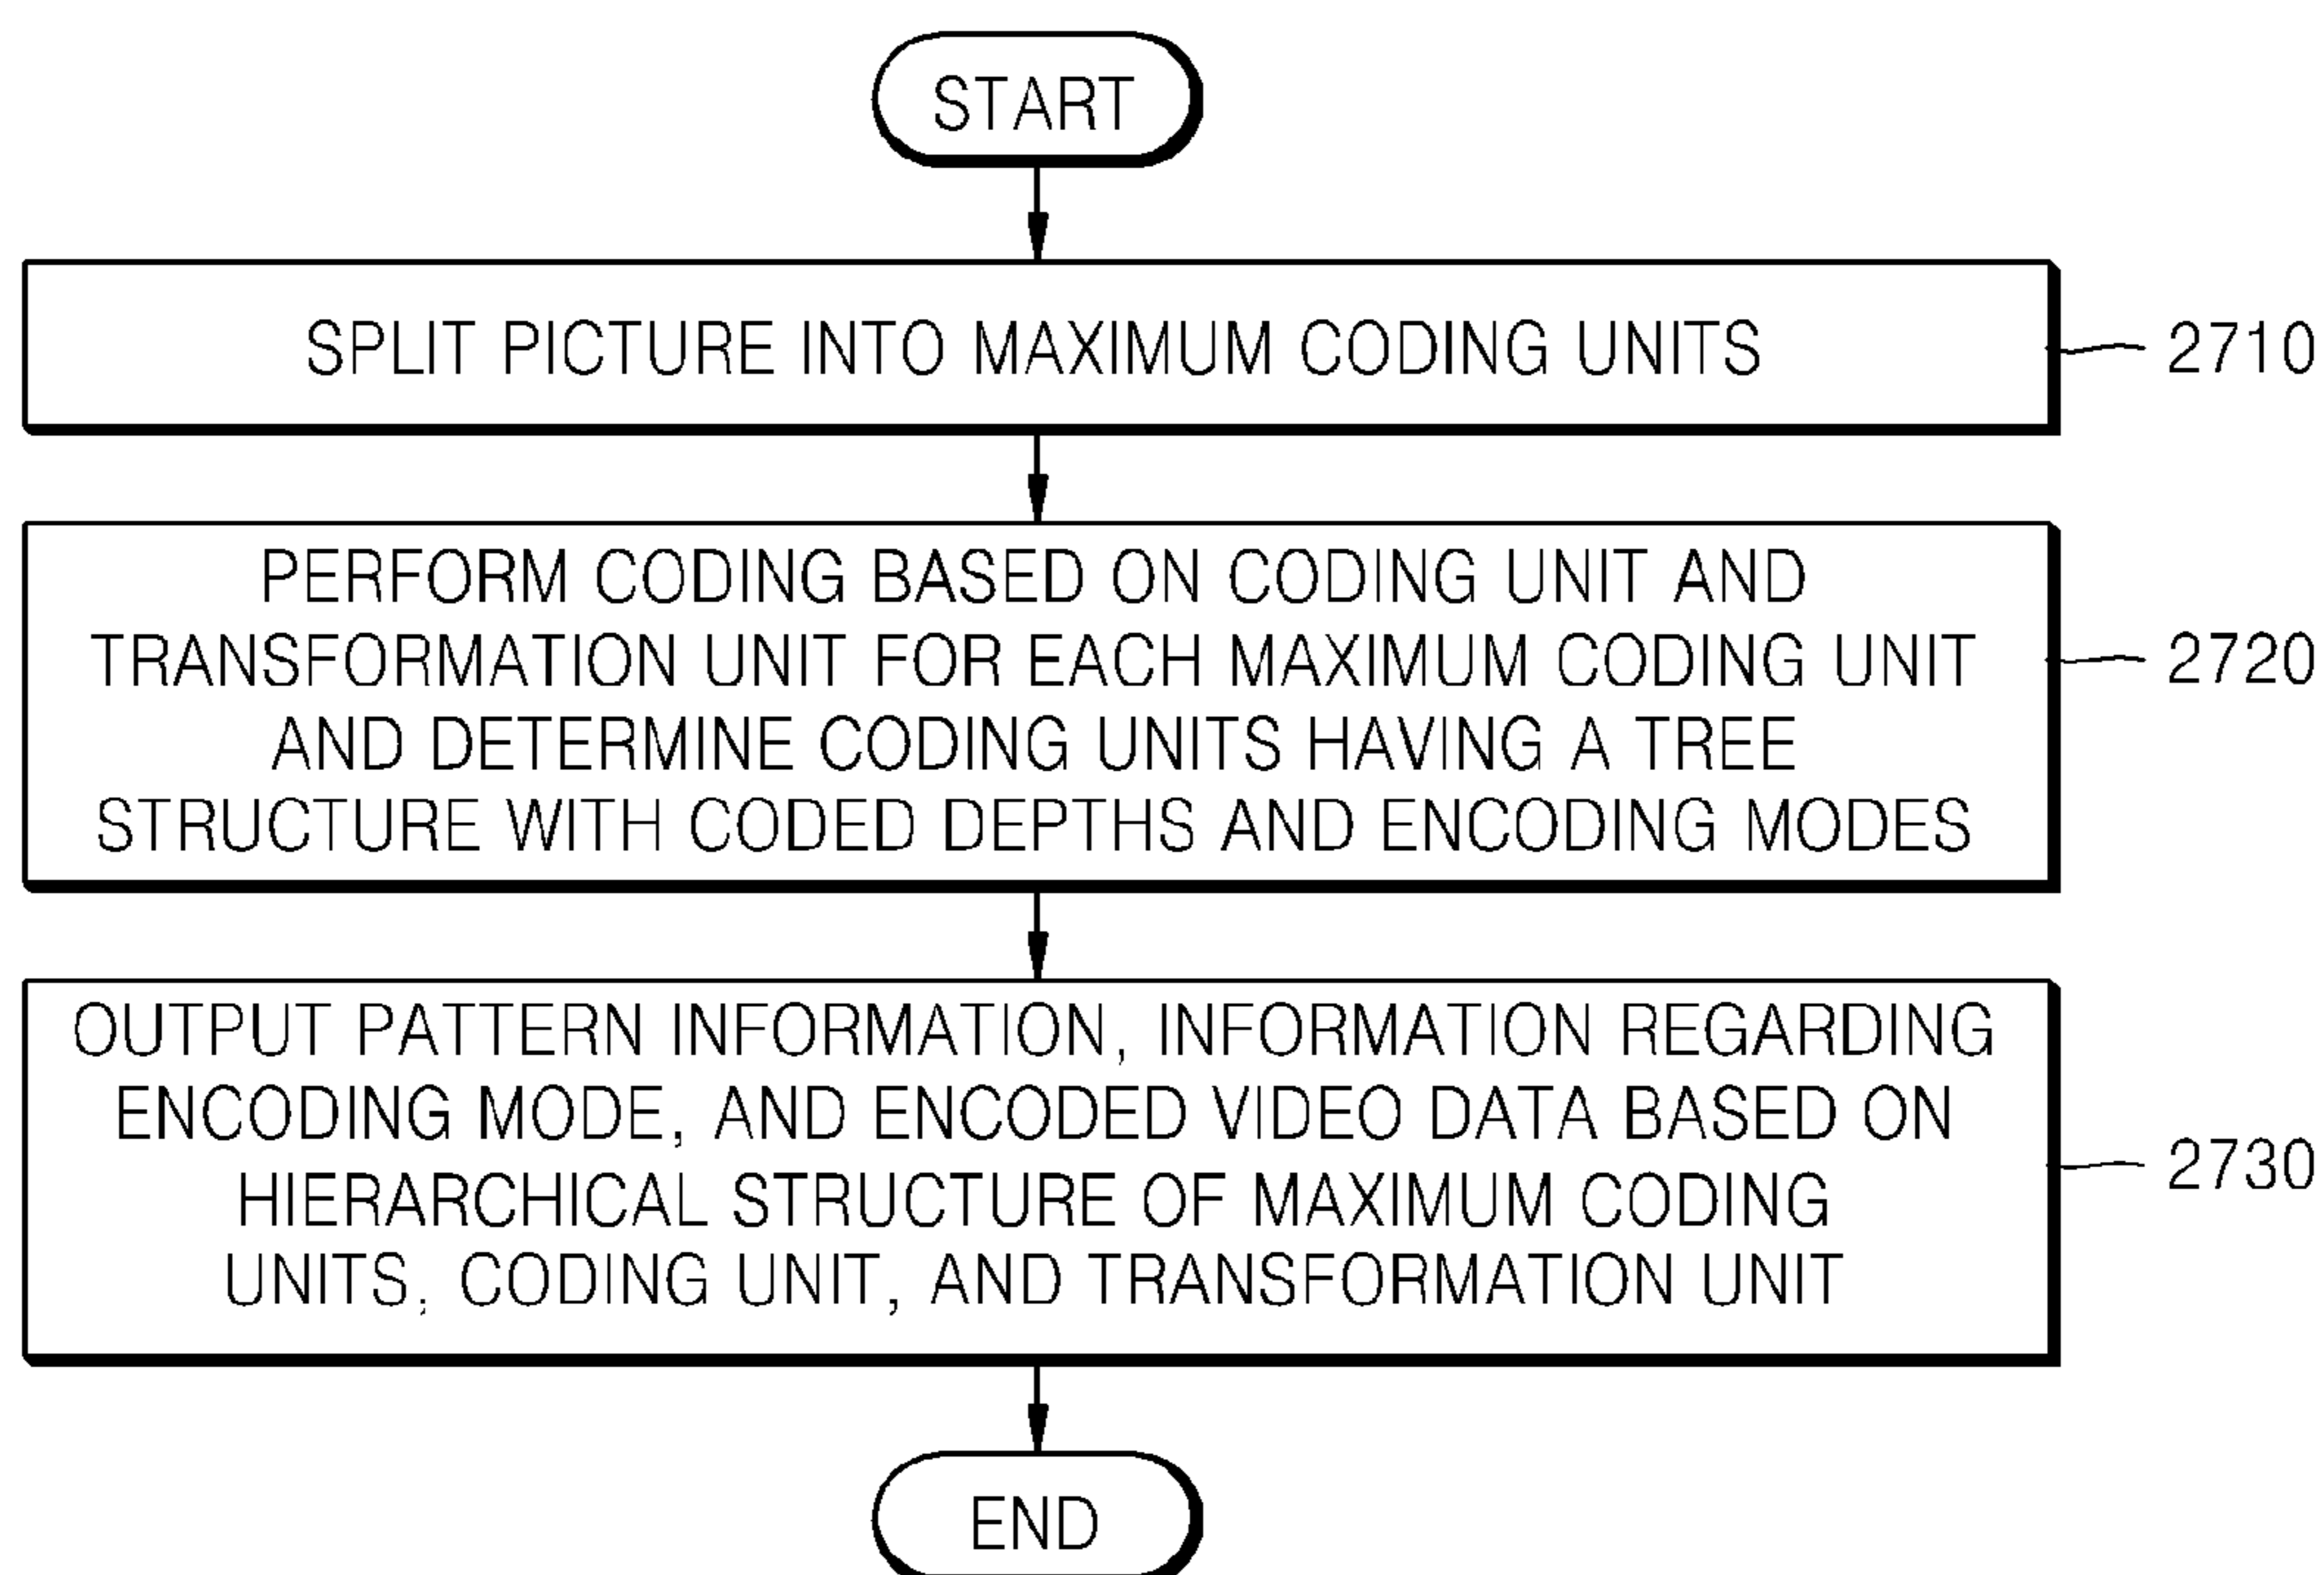 START
SPLIT PICTURE INTO MAXIMUM CODING UNITS
2710
PERFORM CODING BASED ON CODING UNIT AND
TRANSFORMATION UNIT FOR EACH MAXIMUM CODING UNIT
AND DETERMINE CODING UNITS HAVING A TREE
STRUCTURE WITH CODED DEPTHS AND ENCODING MODES
2720
OUTPUT PATTERN INFORMATION, INFORMATION REGARDING
ENCODING MODE, AND ENCODED VIDEO DATA BASED ON
HIERARCHICAL STRUCTURE OF MAXIMUM CODING
UNITS, CODING UNIT, AND TRANSFORMATION UNIT
2730
END